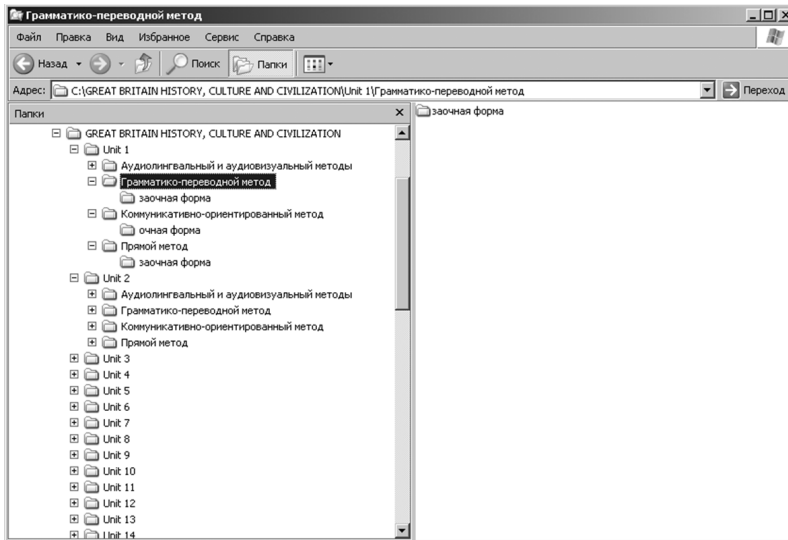 Грамматико-переводной метод
Файл Правка Вид Избранное Сервис Справка
Назад Поиск Папки
Адрес: C:\GREAT BRITAIN HISTORY, CULTURE AND CIVILIZATION\Unit 1\Грамматико-переводной метод Переход
Папки
заочная форма
GREAT BRITAIN HISTORY, CULTURE AND CIVILIZATION
Unit 1
Аудиолингвальный и аудиовизуальный методы
Грамматико-переводной метод
заочная форма
Коммуникативно-ориентированный метод
очная форма
Прямой метод
заочная форма
Unit 2
Аудиолингвальный и аудиовизуальный методы
Грамматико-переводной метод
Коммуникативно-ориентированный метод
Прямой метод
Unit 3
Unit 4
Unit 5
Unit 6
Unit 7
Unit 8
Unit 9
Unit 10
Unit 11
Unit 12
Unit 13
Unit 14